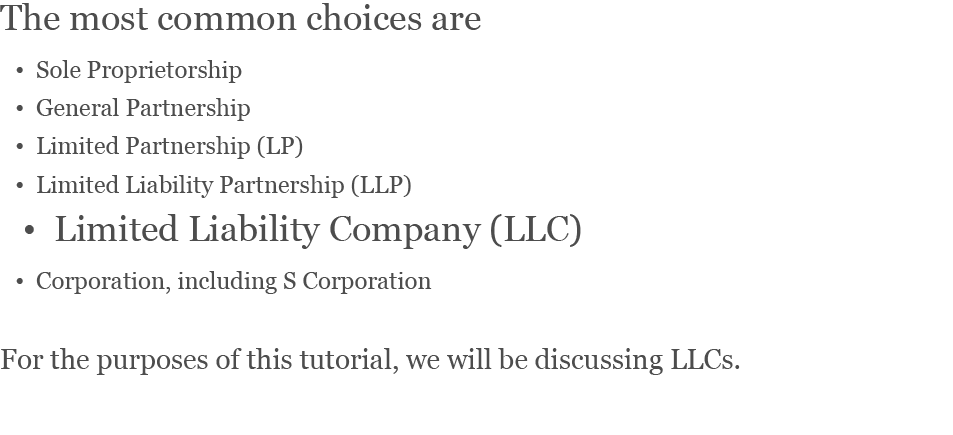 The most common choices are
• Sole Proprietorship
• General Partnership
• Limited Partnership (LP)
• Limited Liability Partnership (LLP)
• Limited Liability Company (LLC)
• Corporation, including S Corporation
For the purposes of this tutorial, we will be discussing LLCs.